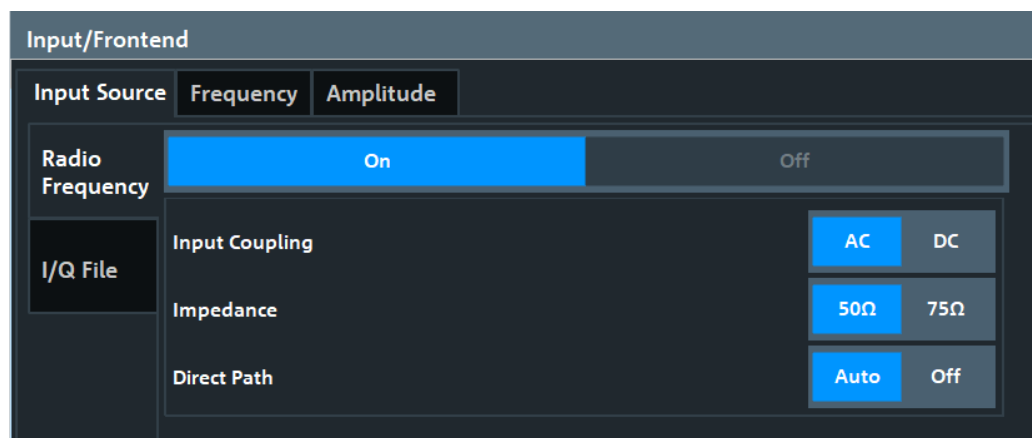 Input/Frontend
Input Source Frequency Amplitude
Radio
Frequency
On Off
I/Q File
Input Coupling AC DC
Impedance 50Ω 75Ω
Direct Path Auto Off